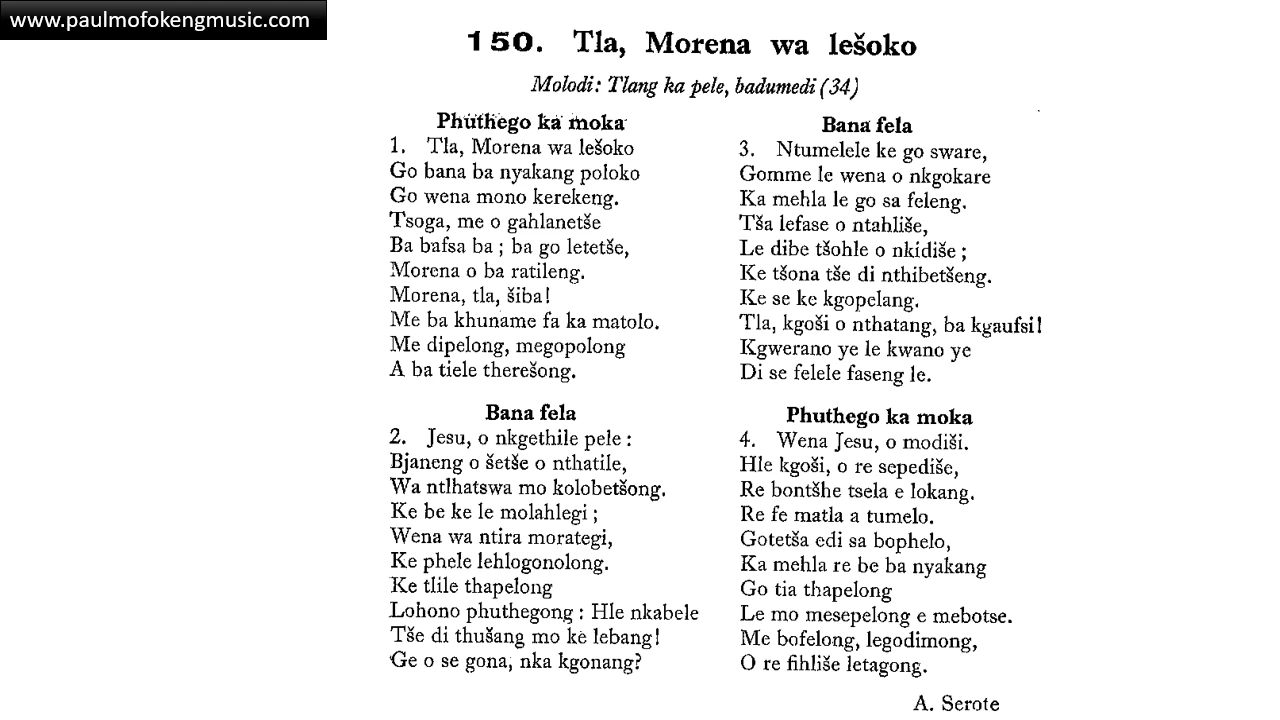 www.paulmofokengmusic.com
150. Tla, Morena wa lešoko
Molodi: Tlang ka pele, badumedi (34)
Phuthego ka moka
1. Tla, Morena wa lešoko
Go bana ba nyakang poloko
Go wena mono kerekeng.
Tsoga, me o gahlanetše
Ba bafsa ba ; ba go letetše,
Morena o ba ratileng.
Morena, tla, šiba!
Me ba khuname fa ka matolo.
Me dipelong, megopolong
A ba tiele therešong.
Bana fela
2. Jesu, o nkgethile pele :
Bjaneng o šetše o nthatile,
Wa ntlhatswa mo kolobetšong.
Ke be ke le molahlegi ;
Wena wa ntira morategi,
Ke phele lehlogonolong.
Ke tlile thapelong
Lohono phuthegong : Hle nkabele
Tše di thušang mo ke lebang!
Ge o se gona, nka kgonang?
Bana fela
3. Ntumelele ke go sware,
Gomme le wena o nkgokare
Ka mehla le go sa feleng.
Tša lefase o ntahliše,
Le dibe tšohle o nkidiše ;
Ke tšona tše di nthibetšeng.
Ke se ke kgopelang.
Tla, kgoši o nthatang, ba kgaufsi!
Kgwerano ye le kwano ye
Di se felele faseng le.
Phuthego ka moka
4. Wena Jesu, o modiši.
Hle kgoši, o re sepediše,
Re bontšhe tsela e lokang.
Re fe matla a tumelo.
Gotetša edi sa bophelo,
Ka mehla re be ba nyakang
Go tia thapelong
Le mo mesepelong e mebotse.
Me bofelong, legodimong,
O re fihliše letagong.
A. Serote